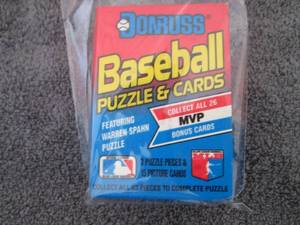 DONRUSS
Baseball
PUZZLE & CARDS
COLLECT ALL 26
MVP
BONUS CARDS
FEATURING
WARREN SPAHN
PUZZLE
3 PUZZLE PIECES &
15 PICTURE CARDS
COLLECT ALL 63 PIECES TO COMPLETE PUZZLE